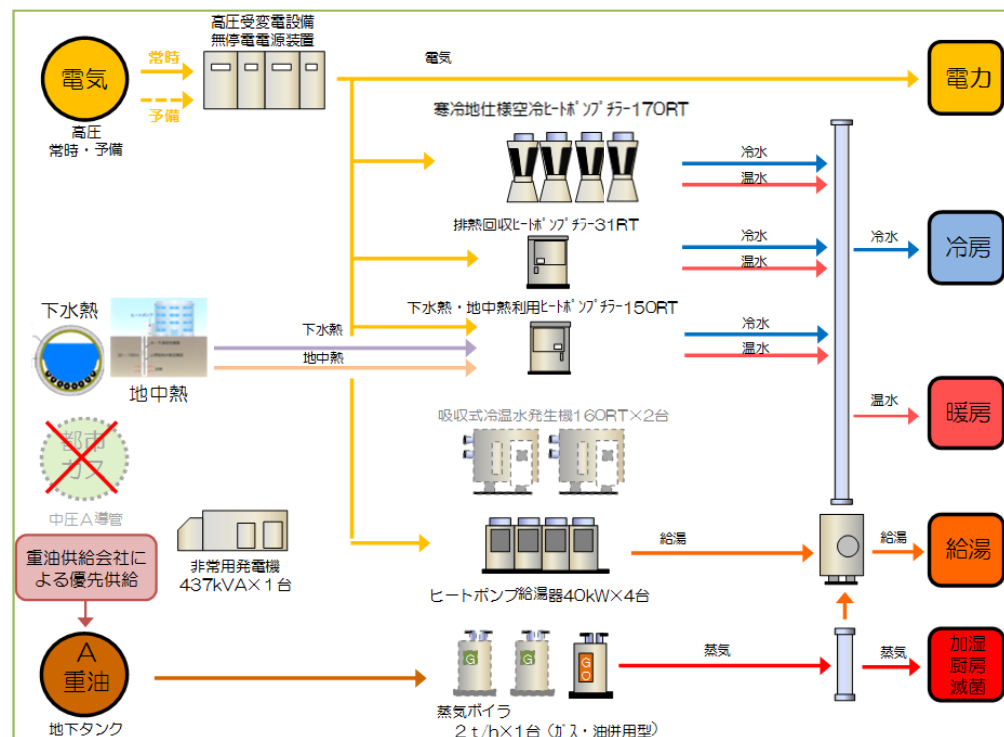 高圧受変電設備
無停電電源装置
電気
常時
予備
高圧
常時・予備
電気
電力
寒冷地仕様空冷ﾋｰﾄﾎﾟﾝﾌﾟﾁﾗｰ170RT
冷水
温水
排熱回収ﾋｰﾄﾎﾟﾝﾌﾟﾁﾗｰ31RT
冷水
温水
冷水
冷房
下水熱
地中熱
下水熱
地中熱
下水熱・地中熱利用ﾋｰﾄﾎﾟﾝﾌﾟﾁﾗｰ150RT
冷水
温水
温水
暖房
都市
ガス
中圧A導管
吸収式冷温水発生機160RT×2台
重油供給会社に
よる優先供給
非常用発電機
437kVA×1台
給湯
ヒートポンプ給湯器40kW×4台
給湯
給湯
A
重油
地下タンク
G
G
G
O
蒸気
蒸気ボイラ
2t/h×1台（ｶﾞｽ・油併用型）
蒸気
加湿
厨房
滅菌